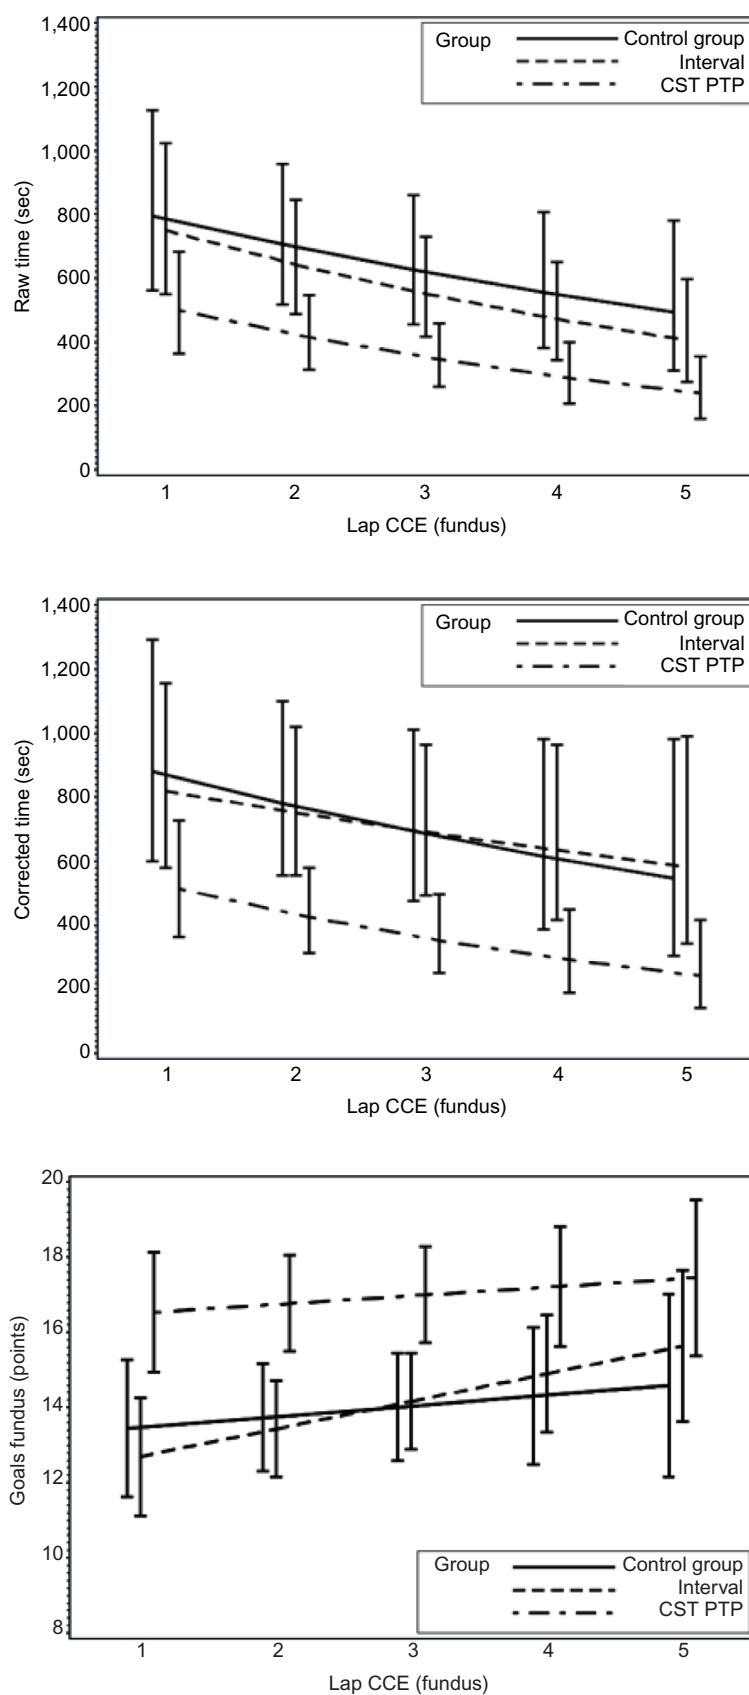 1,400
1,200
1,000
800
600
400
200
0
Raw time (sec)
Group
Control group
Interval
CST PTP
1 2 3 4 5
Lap CCE (fundus)
1,400
1,200
1,000
800
600
400
200
0
Corrected time (sec)
Group
Control group
Interval
CST PTP
1 2 3 4 5
Lap CCE (fundus)
20
18
16
14
12
10
8
Goals fundus (points)
Group
Control group
Interval
CST PTP
1 2 3 4 5
Lap CCE (fundus)